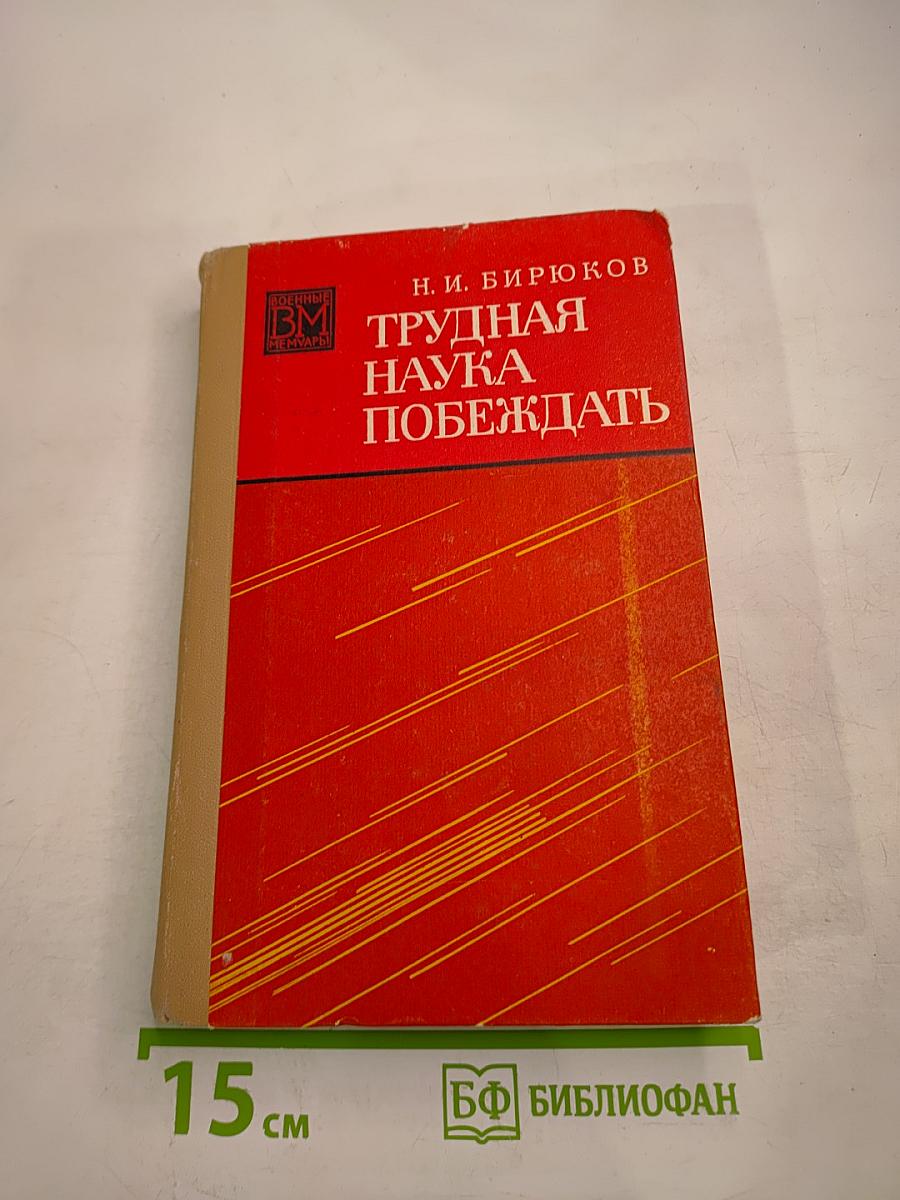 Н. И. БИРЮКОВ
ВОЕННЫЕ
ВМ
МЕМУАРЫ
ТРУДНАЯ
НАУКА
ПОБЕЖДАТЬ
15 см
БФ БИБЛИОФАН